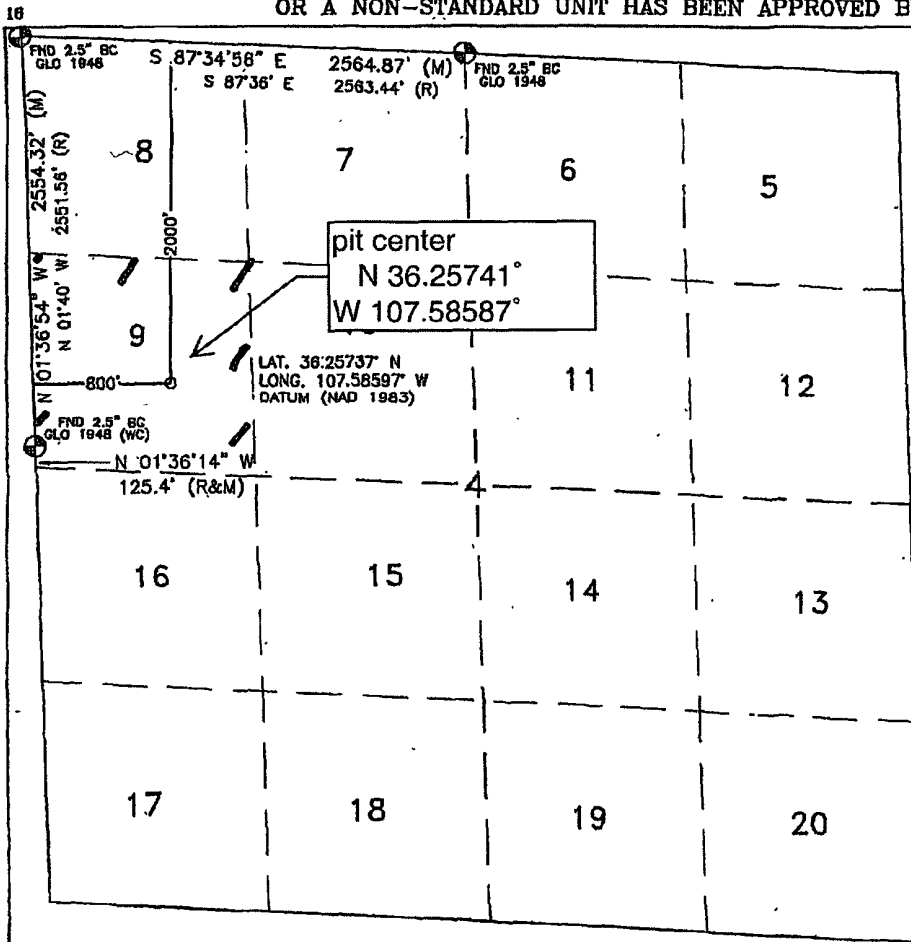 OR A NON-STANDARD UNIT HAS BEEN APPROVED B
16
FND 2.5" BC
GLO 1948
S 87°34'58" E
S 87°36' E
2564.87' (M)
2563.44' (R)
FND 2.5" BC
GLO 1948
N 01°36'54" W 2554.32' (M)
N 01°40' W 2551.56' (R)
8
7
6
5
2000'
pit center
N 36.25741°
W 107.58587°
9
800'
LAT. 36.25737° N
LONG. 107.58597° W
DATUM (NAD 1983)
11
12
FND 2.5" BC
GLO 1948 (WC)
N 01°36'14" W
125.4' (R&M)
4
16
15
14
13
17
18
19
20